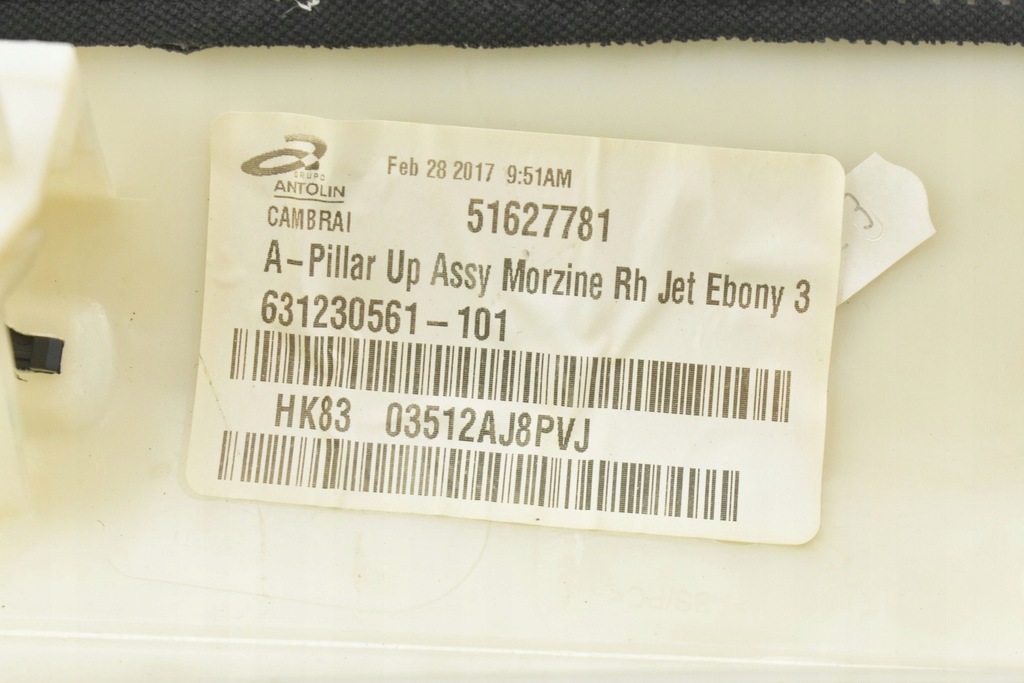 GRUPO
ANTOLIN
Feb 28 2017 9:51AM
CAMBRAI
51627781
A-Pillar Up Assy Morzine Rh Jet Ebony 3
631230561-101
HK83 03512AJ8PVJ
3